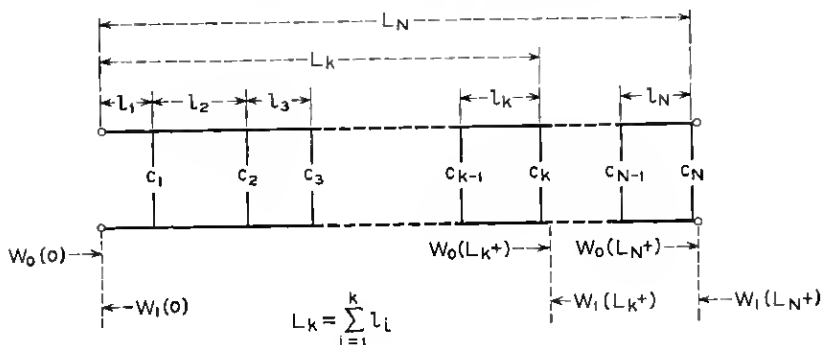 L_N
L_k
l_1 l_2 l_3 l_k l_N
c_1 c_2 c_3 c_{k-1} c_k c_{N-1} c_N
W_0(0) W_0(L_k+) W_0(L_N+)
W_1(0) W_1(L_k+) W_1(L_N+)
L_k = \sum_{i=1}^{k} l_i